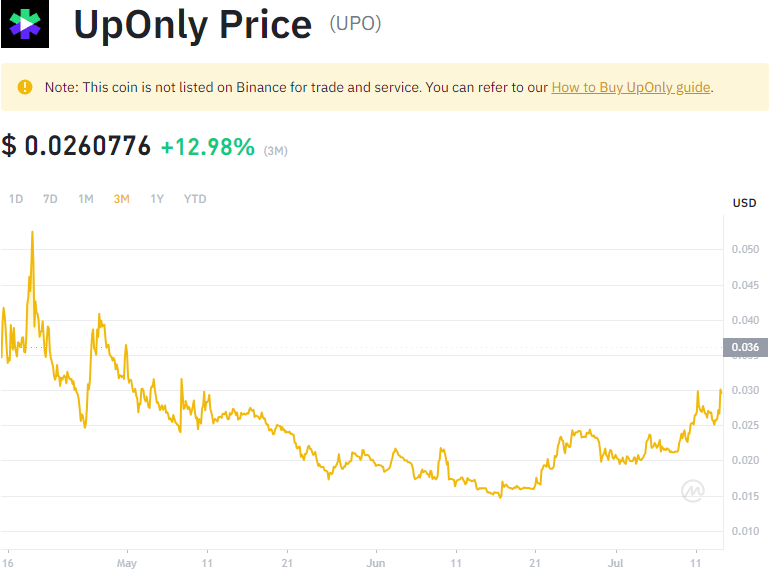 UpOnly Price (UPO)
Note: This coin is not listed on Binance for trade and service. You can refer to our How to Buy UpOnly guide.
$ 0.0260776 +12.98% (3M)
1D 7D 1M 3M 1Y YTD
USD
0.050
0.045
0.040
0.036
0.030
0.025
0.020
0.015
0.010
16 May 11 21 Jun 11 21 Jul 11